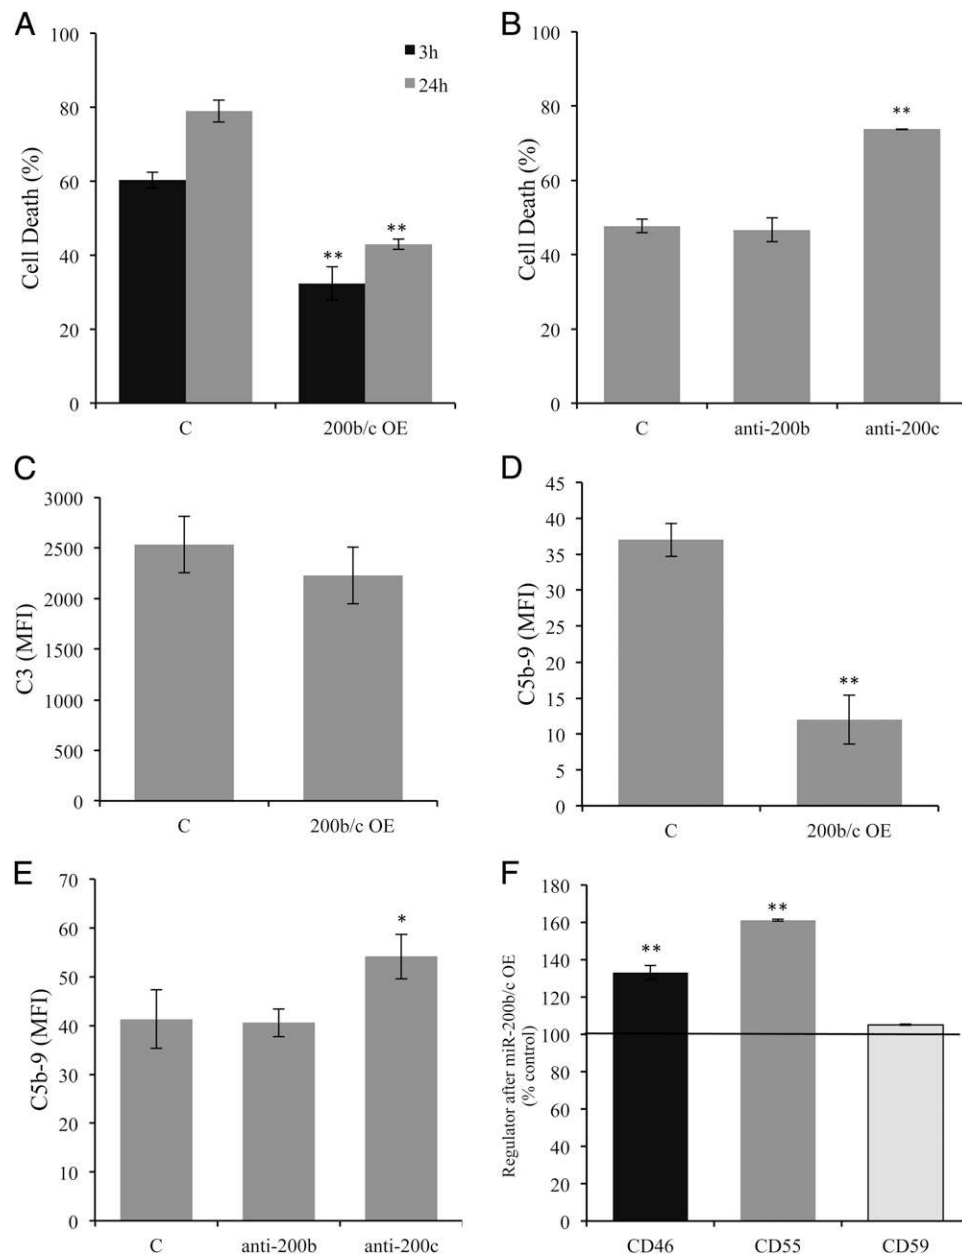 A
100
80
60
40
20
0
Cell Death (%)
3h
24h
**
**
C
200b/c OE
B
100
80
60
40
20
0
Cell Death (%)
**
C
anti-200b
anti-200c
C
3000
2500
2000
1500
1000
500
0
C3 (MFI)
C
200b/c OE
D
45
40
35
30
25
20
15
10
5
0
C5b-9 (MFI)
**
C
200b/c OE
E
70
60
50
40
30
20
10
0
C5b-9 (MFI)
*
C
anti-200b
anti-200c
F
180
160
140
120
100
80
60
40
20
0
Regulator after miR-200b/c OE
(% control)
**
**
CD46
CD55
CD59